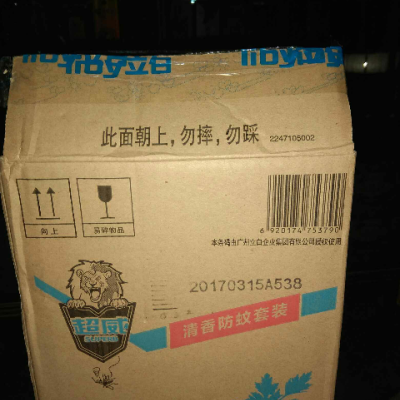 此面朝上，勿摔，勿踩 2247105002
向上
易碎物品
6 920174 753790
本商标由广州立白企业集团有限公司授权使用
20170315A538
超威
清香防蚊套装